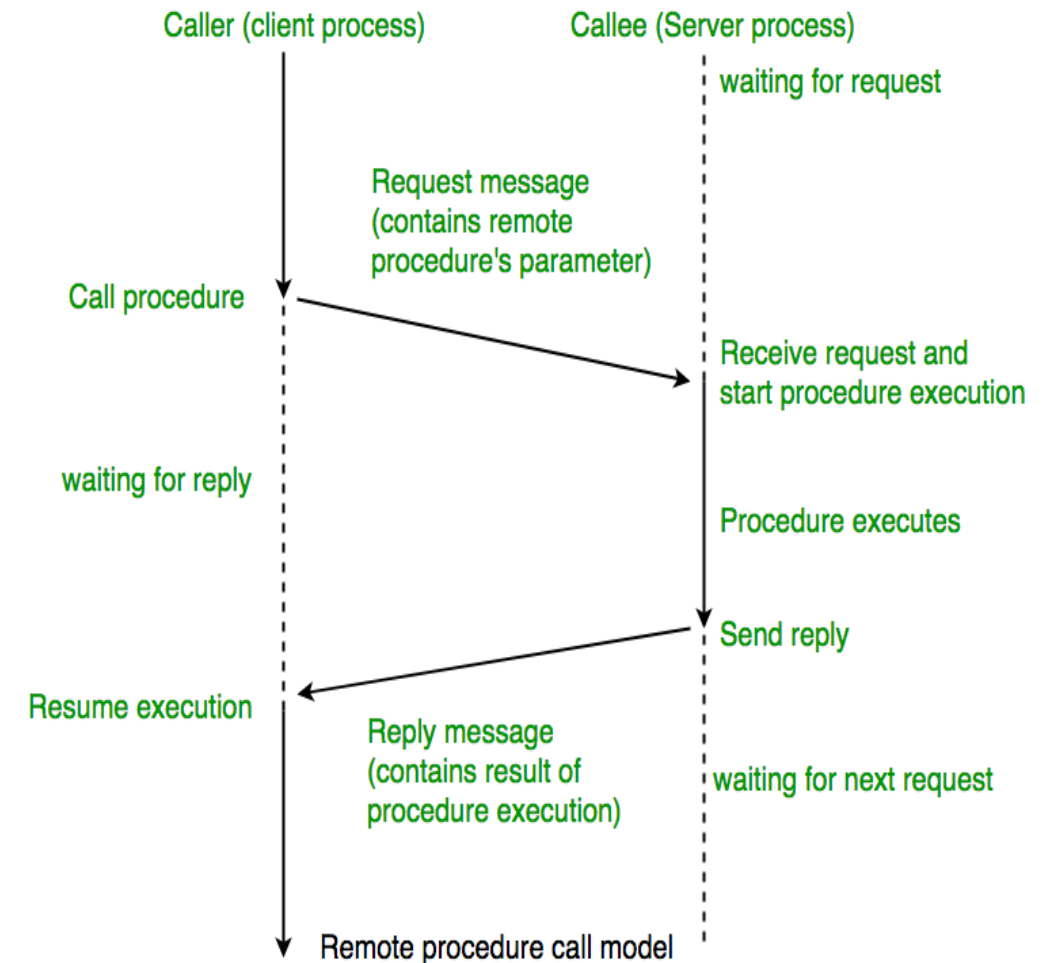 Caller (client process)
Callee (Server process)
waiting for request
Request message
(contains remote
procedure's parameter)
Call procedure
Receive request and
start procedure execution
waiting for reply
Procedure executes
Send reply
Resume execution
Reply message
(contains result of
procedure execution)
waiting for next request
Remote procedure call model